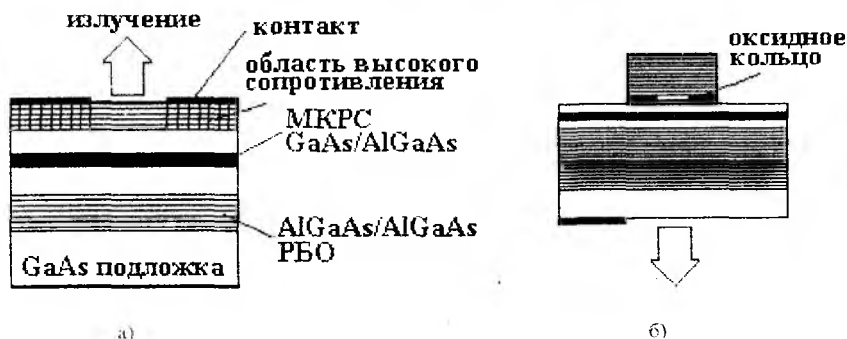 излучение
контакт
область высокого
сопротивления
МКРС
GaAs/AlGaAs
AlGaAs/AlGaAs
РБО
GaAs подложка
а)
оксидное
кольцо
б)